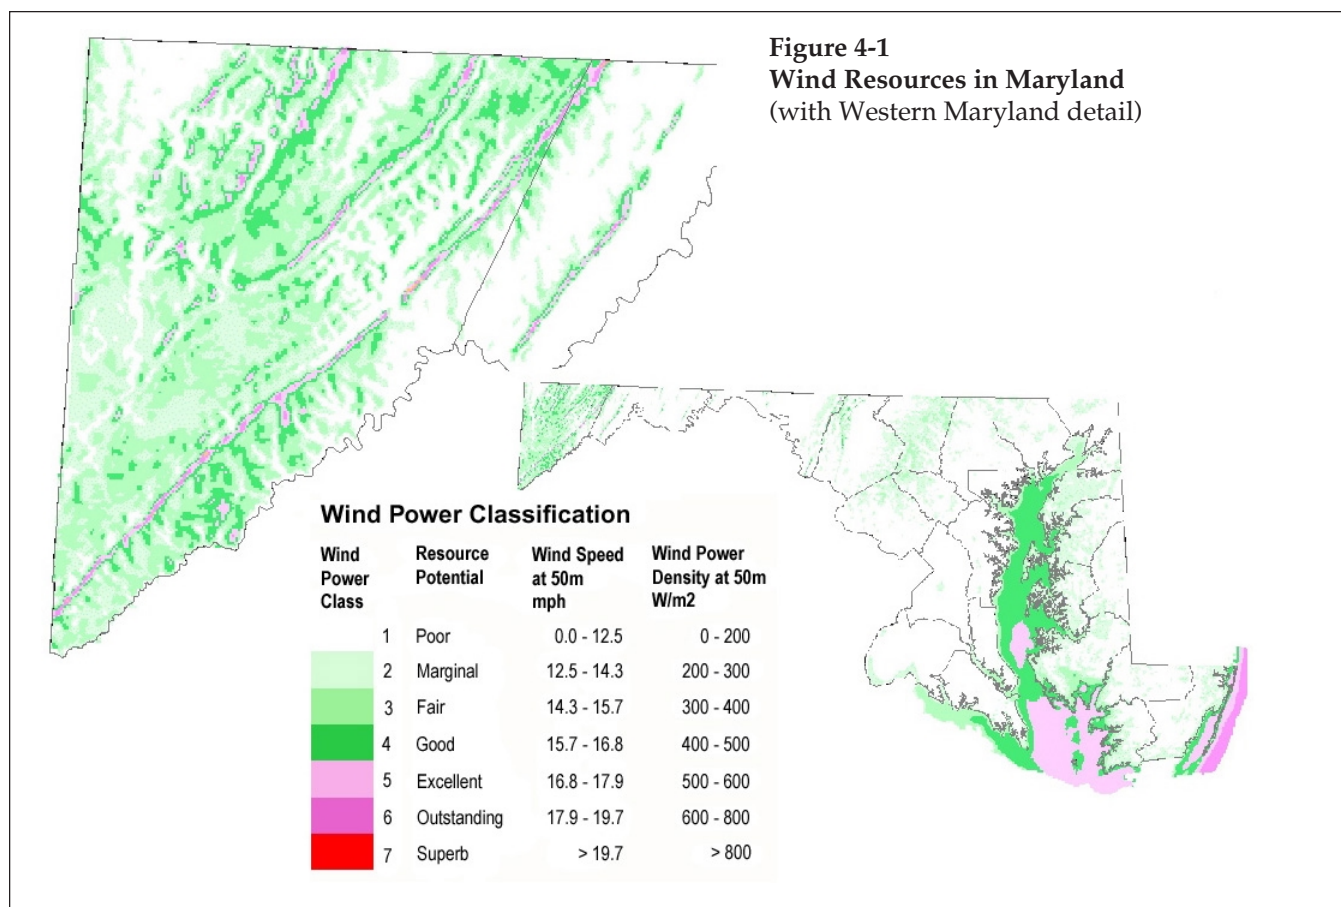 Figure 4-1
Wind Resources in Maryland
(with Western Maryland detail)
Wind Power Classification
Wind Power Class Resource Potential Wind Speed at 50m mph Wind Power Density at 50m W/m2
1 Poor 0.0 - 12.5 0 - 200
2 Marginal 12.5 - 14.3 200 - 300
3 Fair 14.3 - 15.7 300 - 400
4 Good 15.7 - 16.8 400 - 500
5 Excellent 16.8 - 17.9 500 - 600
6 Outstanding 17.9 - 19.7 600 - 800
7 Superb > 19.7 > 800